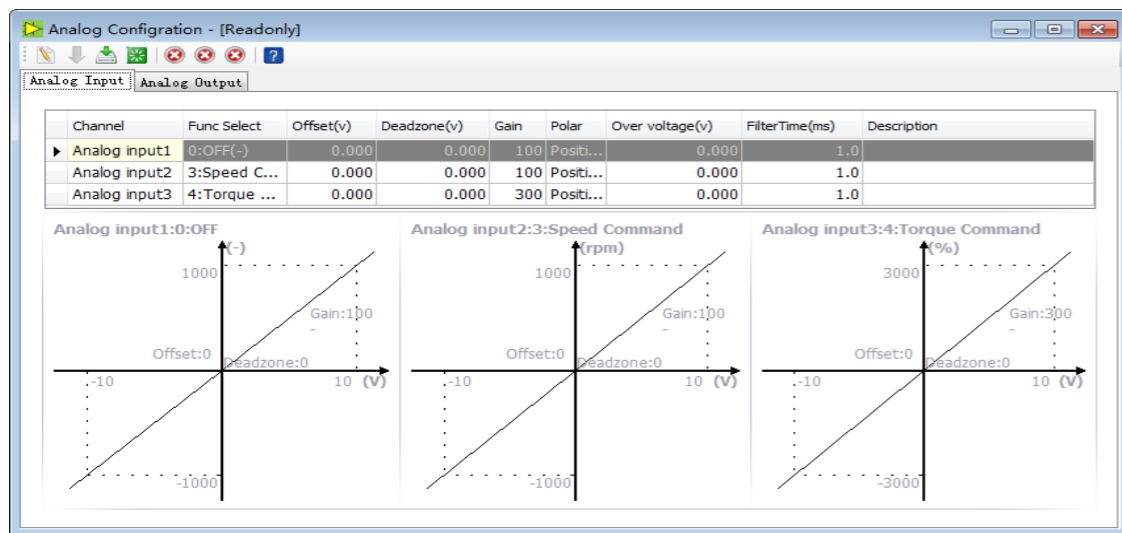 Analog Configration - [Readonly]
Analog Input Analog Output
Channel Func Select Offset(v) Deadzone(v) Gain Polar Over voltage(v) FilterTime(ms) Description
Analog input1 0:OFF(-) 0.000 0.000 100 Positi... 0.000 1.0
Analog input2 3:Speed C... 0.000 0.000 100 Positi... 0.000 1.0
Analog input3 4:Torque ... 0.000 0.000 300 Positi... 0.000 1.0
Analog input1:0:OFF
(-)
1000
Gain:100
-
Offset:0
Deadzone:0
-10
10 (V)
-1000
Analog input2:3:Speed Command
(rpm)
1000
Gain:100
-
Offset:0
Deadzone:0
-10
10 (V)
-1000
Analog input3:4:Torque Command
(%)
3000
Gain:300
-
Offset:0
Deadzone:0
-10
10 (V)
-3000